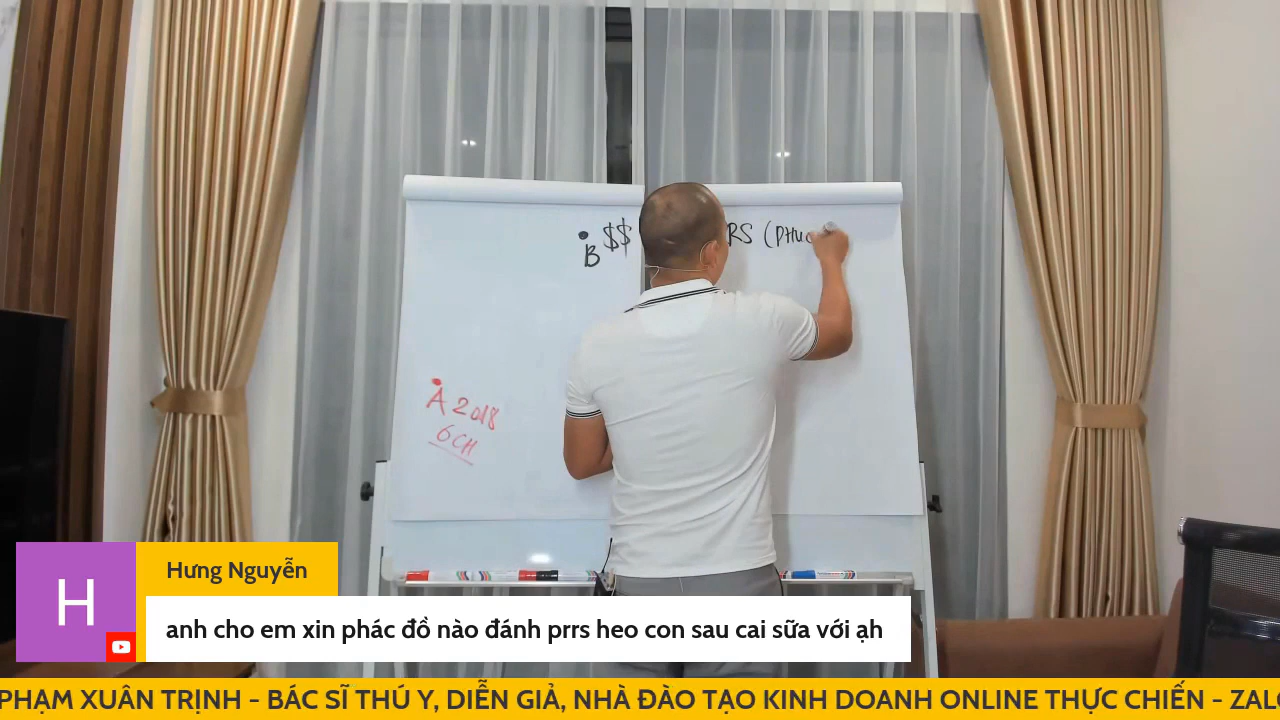 B $$
RS (PHU
A 2018
6CH
H
Hưng Nguyễn
anh cho em xin phác đồ nào đánh prrs heo con sau cai sữa với ạh
PHẠM XUÂN TRỊNH - BÁC SĨ THÚ Y, DIỄN GIẢ, NHÀ ĐÀO TẠO KINH DOANH ONLINE THỰC CHIẾN - ZALO